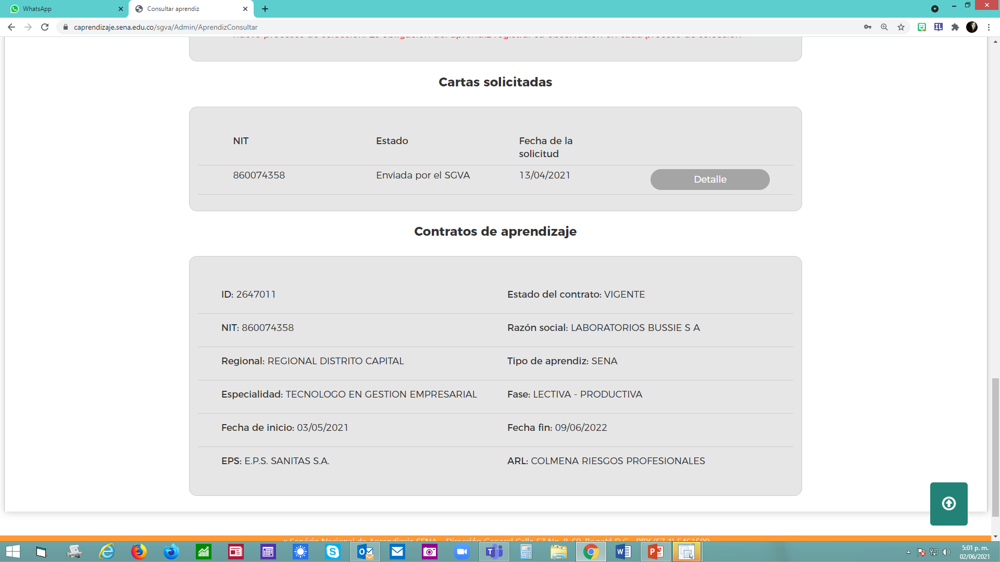 WhatsApp
Consultar aprendiz
caprendizaje.sena.edu.co/sgva/Admin/AprendizConsultar
Cartas solicitadas
NIT Estado Fecha de la
solicitud
860074358 Enviada por el SGVA 13/04/2021 Detalle
Contratos de aprendizaje
ID: 2647011 Estado del contrato: VIGENTE
NIT: 860074358 Razón social: LABORATORIOS BUSSIE S A
Regional: REGIONAL DISTRITO CAPITAL Tipo de aprendiz: SENA
Especialidad: TECNOLOGO EN GESTION EMPRESARIAL Fase: LECTIVA - PRODUCTIVA
Fecha de inicio: 03/05/2021 Fecha fin: 09/06/2022
EPS: E.P.S. SANITAS S.A. ARL: COLMENA RIESGOS PROFESIONALES
5:01 p. m.
02/06/2021